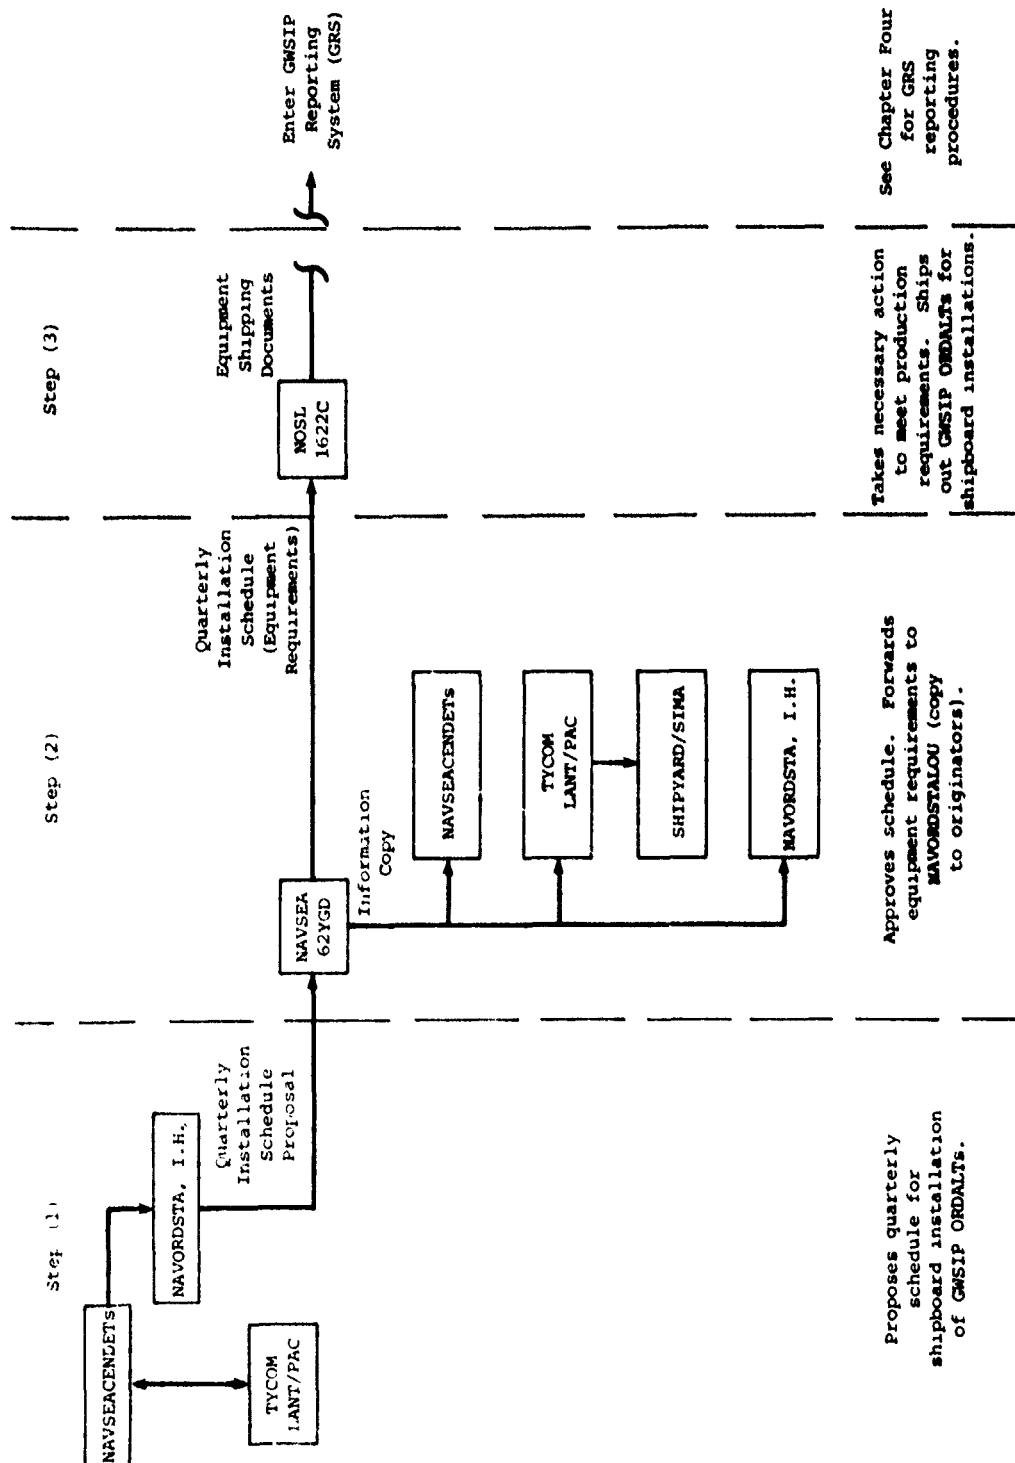 Step (1)
NAVSEACENDETs
TYCOM
LANT/PAC
NAVORDSTA, I.H.
Quarterly
Installation
Schedule
Proposal
Proposes quarterly
schedule for
shipboard installation
of GWSIP ORDALTs.
Step (2)
NAVSEA
62YGD
Information
Copy
Quarterly
Installation
Schedule
(Equipment
Requirements)
NAVSEACENDETs
TYCOM
LANT/PAC
SHIPYARD/SIMA
NAVORDSTA, I.H.
Approves schedule. Forwards
equipment requirements to
NAVORDSTALOU (copy
to originators).
Step (3)
NOSL
1622C
Equipment
Shipping
Documents
Takes necessary action
to meet production
requirements. Ships
out GWSIP ORDALTs for
shipboard installations.
Enter GWSIP
Reporting
System (GRS)
See Chapter Four
for GRS
reporting
procedures.